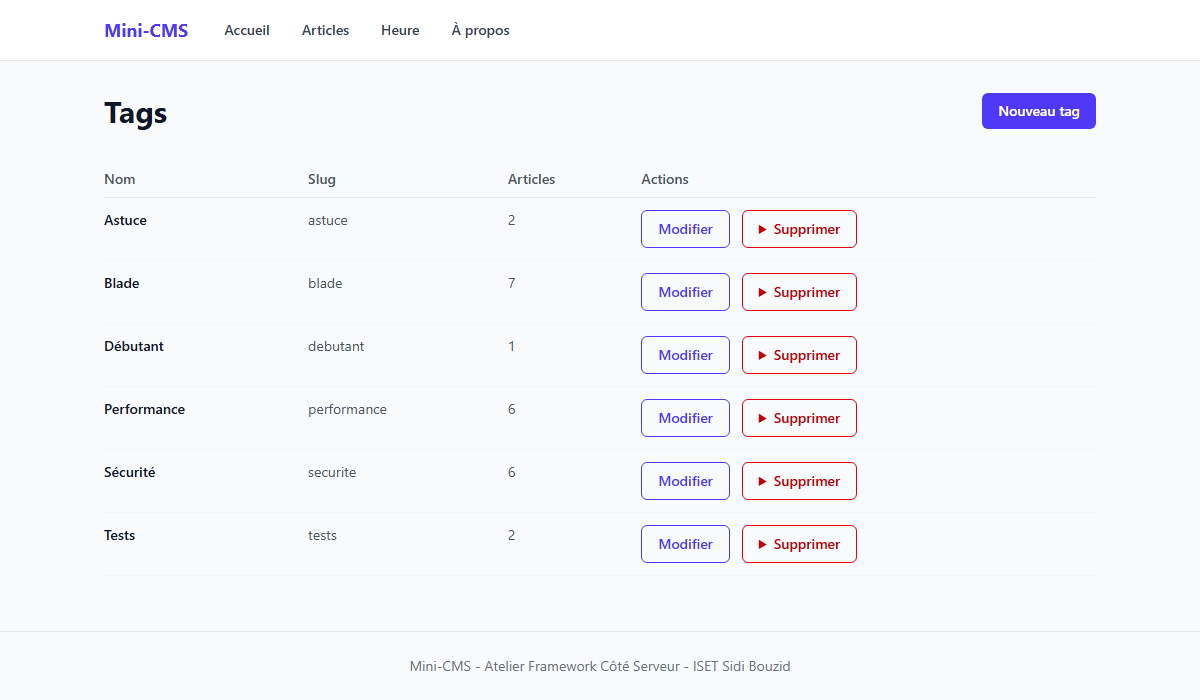 Mini-CMS Accueil Articles Heure À propos
Tags Nouveau tag
Nom Slug Articles Actions
Astuce astuce 2 Modifier Supprimer
Blade blade 7 Modifier Supprimer
Débutant debutant 1 Modifier Supprimer
Performance performance 6 Modifier Supprimer
Sécurité securite 6 Modifier Supprimer
Tests tests 2 Modifier Supprimer
Mini-CMS - Atelier Framework Côté Serveur - ISET Sidi Bouzid